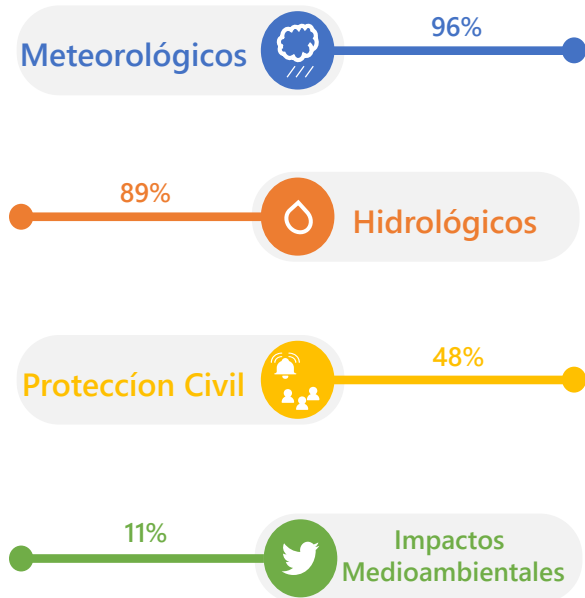 Meteorológicos
96%
89%
Hidrológicos
Proteccíon Civil
48%
11%
Impactos
Medioambientales